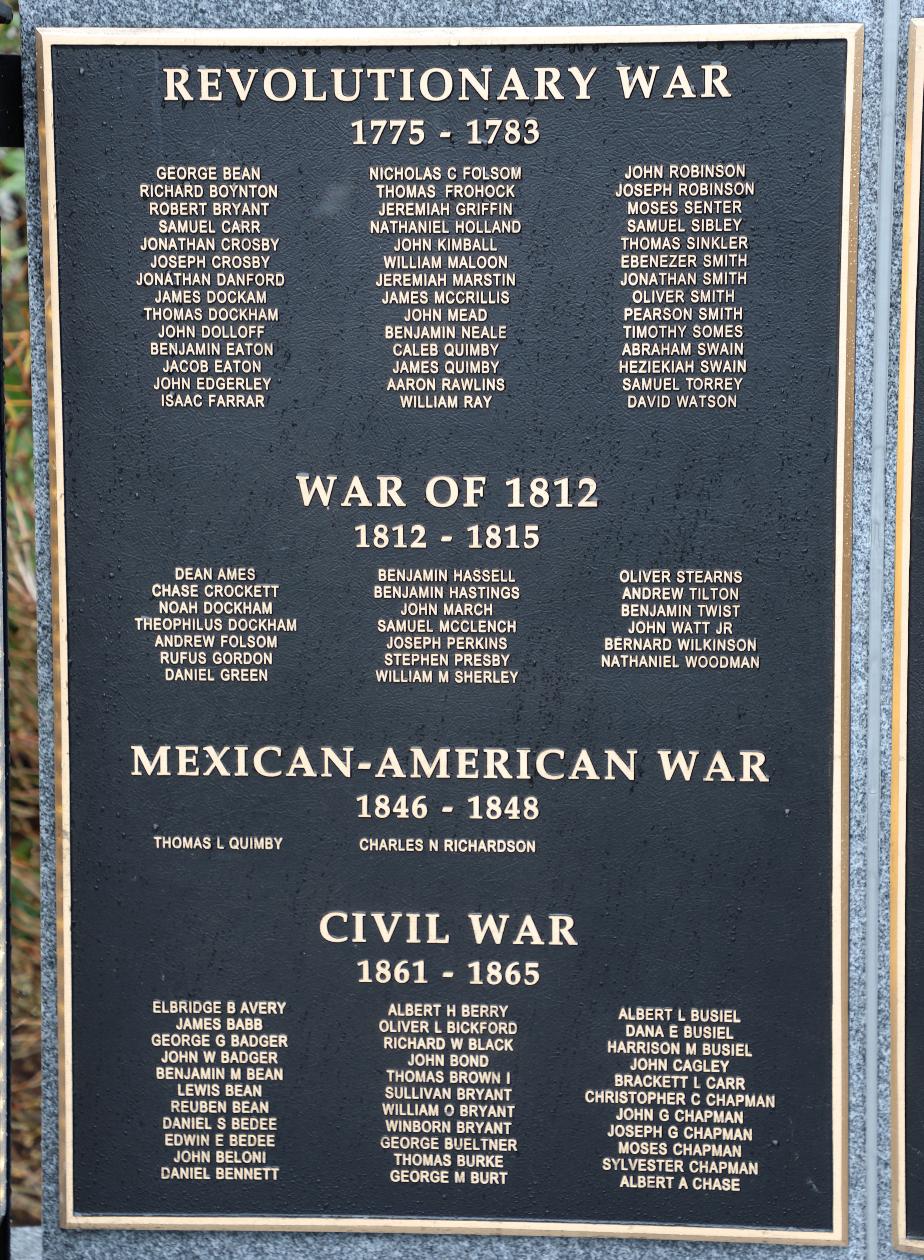 REVOLUTIONARY WAR
1775 - 1783
GEORGE BEAN
RICHARD BOYNTON
ROBERT BRYANT
SAMUEL CARR
JONATHAN CROSBY
JOSEPH CROSBY
JONATHAN DANFORD
JAMES DOCKAM
THOMAS DOCKHAM
JOHN DOLLOFF
BENJAMIN EATON
JACOB EATON
JOHN EDGERLEY
ISAAC FARRAR
NICHOLAS C FOLSOM
THOMAS FROHOCK
JEREMIAH GRIFFIN
NATHANIEL HOLLAND
JOHN KIMBALL
WILLIAM MALOON
JEREMIAH MARSTIN
JAMES MCCRILLIS
JOHN MEAD
BENJAMIN NEALE
CALEB QUIMBY
JAMES QUIMBY
AARON RAWLINS
WILLIAM RAY
JOHN ROBINSON
JOSEPH ROBINSON
MOSES SENTER
SAMUEL SIBLEY
THOMAS SINKLER
EBENEZER SMITH
JONATHAN SMITH
OLIVER SMITH
PEARSON SMITH
TIMOTHY SOMES
ABRAHAM SWAIN
HEZIEKIAH SWAIN
SAMUEL TORREY
DAVID WATSON
WAR OF 1812
1812 - 1815
DEAN AMES
CHASE CROCKETT
NOAH DOCKHAM
THEOPHILUS DOCKHAM
ANDREW FOLSOM
RUFUS GORDON
DANIEL GREEN
BENJAMIN HASSELL
BENJAMIN HASTINGS
JOHN MARCH
SAMUEL MCCLENCH
JOSEPH PERKINS
STEPHEN PRESBY
WILLIAM M SHERLEY
OLIVER STEARNS
ANDREW TILTON
BENJAMIN TWIST
JOHN WATT JR
BERNARD WILKINSON
NATHANIEL WOODMAN
MEXICAN-AMERICAN WAR
1846 - 1848
THOMAS L QUIMBY
CHARLES N RICHARDSON
CIVIL WAR
1861 - 1865
ELBRIDGE B AVERY
JAMES BABB
GEORGE G BADGER
JOHN W BADGER
BENJAMIN M BEAN
LEWIS BEAN
REUBEN BEAN
DANIEL S BEDEE
EDWIN E BEDEE
JOHN BELONI
DANIEL BENNETT
ALBERT H BERRY
OLIVER L BICKFORD
RICHARD W BLACK
JOHN BOND
THOMAS BROWN I
SULLIVAN BRYANT
WILLIAM O BRYANT
WINBORN BRYANT
GEORGE BUELTNER
THOMAS BURKE
GEORGE M BURT
ALBERT L BUSIEL
DANA E BUSIEL
HARRISON M BUSIEL
JOHN CAGLEY
BRACKETT L CARR
CHRISTOPHER C CHAPMAN
JOHN G CHAPMAN
JOSEPH G CHAPMAN
MOSES CHAPMAN
SYLVESTER CHAPMAN
ALBERT A CHASE